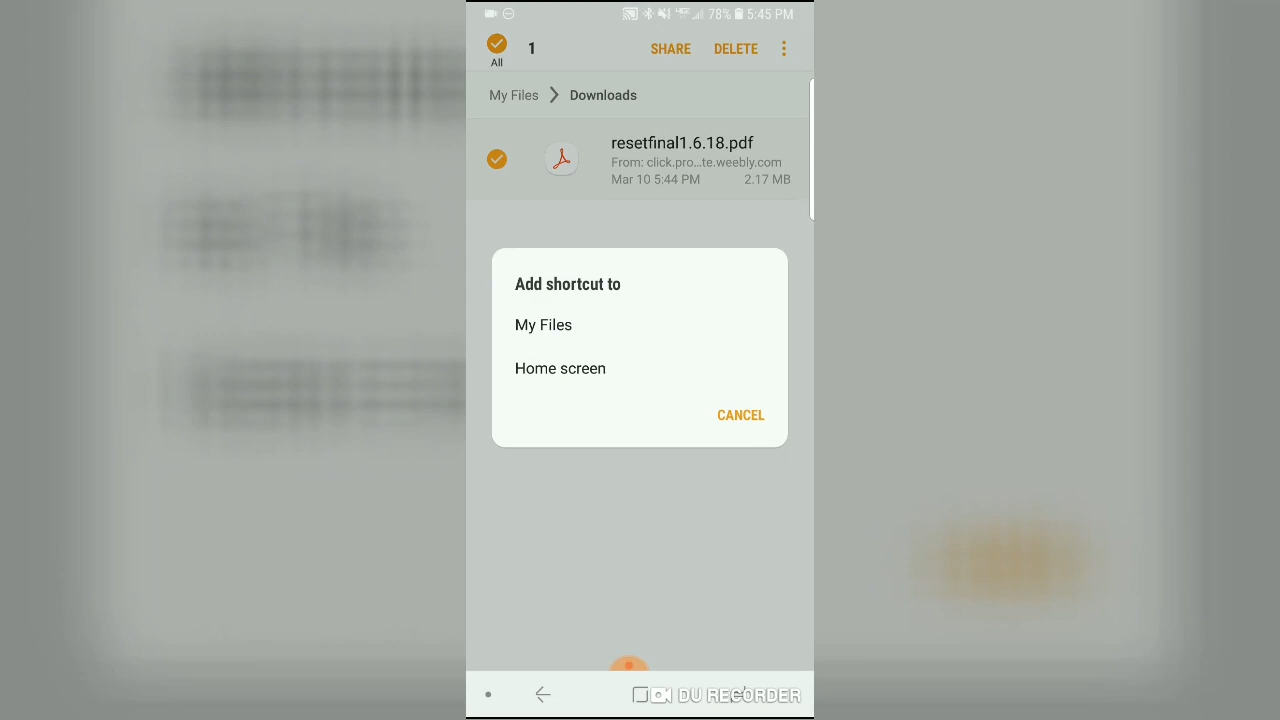 78% 5:45 PM
1 SHARE DELETE
All
My Files Downloads
resetfinal1.6.18.pdf
From: click.pro...te.weebly.com
Mar 10 5:44 PM 2.17 MB
Add shortcut to
My Files
Home screen
CANCEL
DU RECORDER